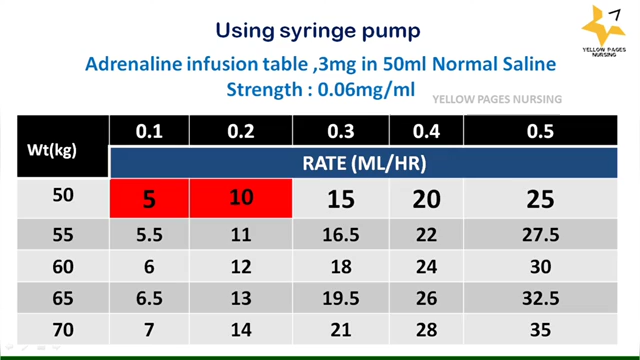 Using syringe pump
7
YELLOW PAGES
NURSING
Adrenaline infusion table ,3mg in 50ml Normal Saline
Strength : 0.06mg/ml
YELLOW PAGES NURSING
Wt(kg) 0.1 0.2 0.3 0.4 0.5
RATE (ML/HR)
50 5 10 15 20 25
55 5.5 11 16.5 22 27.5
60 6 12 18 24 30
65 6.5 13 19.5 26 32.5
70 7 14 21 28 35